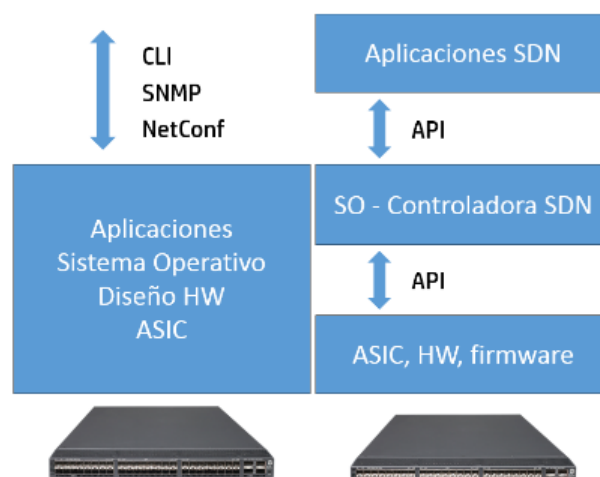 CLI
SNMP
NetConf
Aplicaciones
Sistema Operativo
Diseño HW
ASIC
Aplicaciones SDN
API
SO - Controladora SDN
API
ASIC, HW, firmware